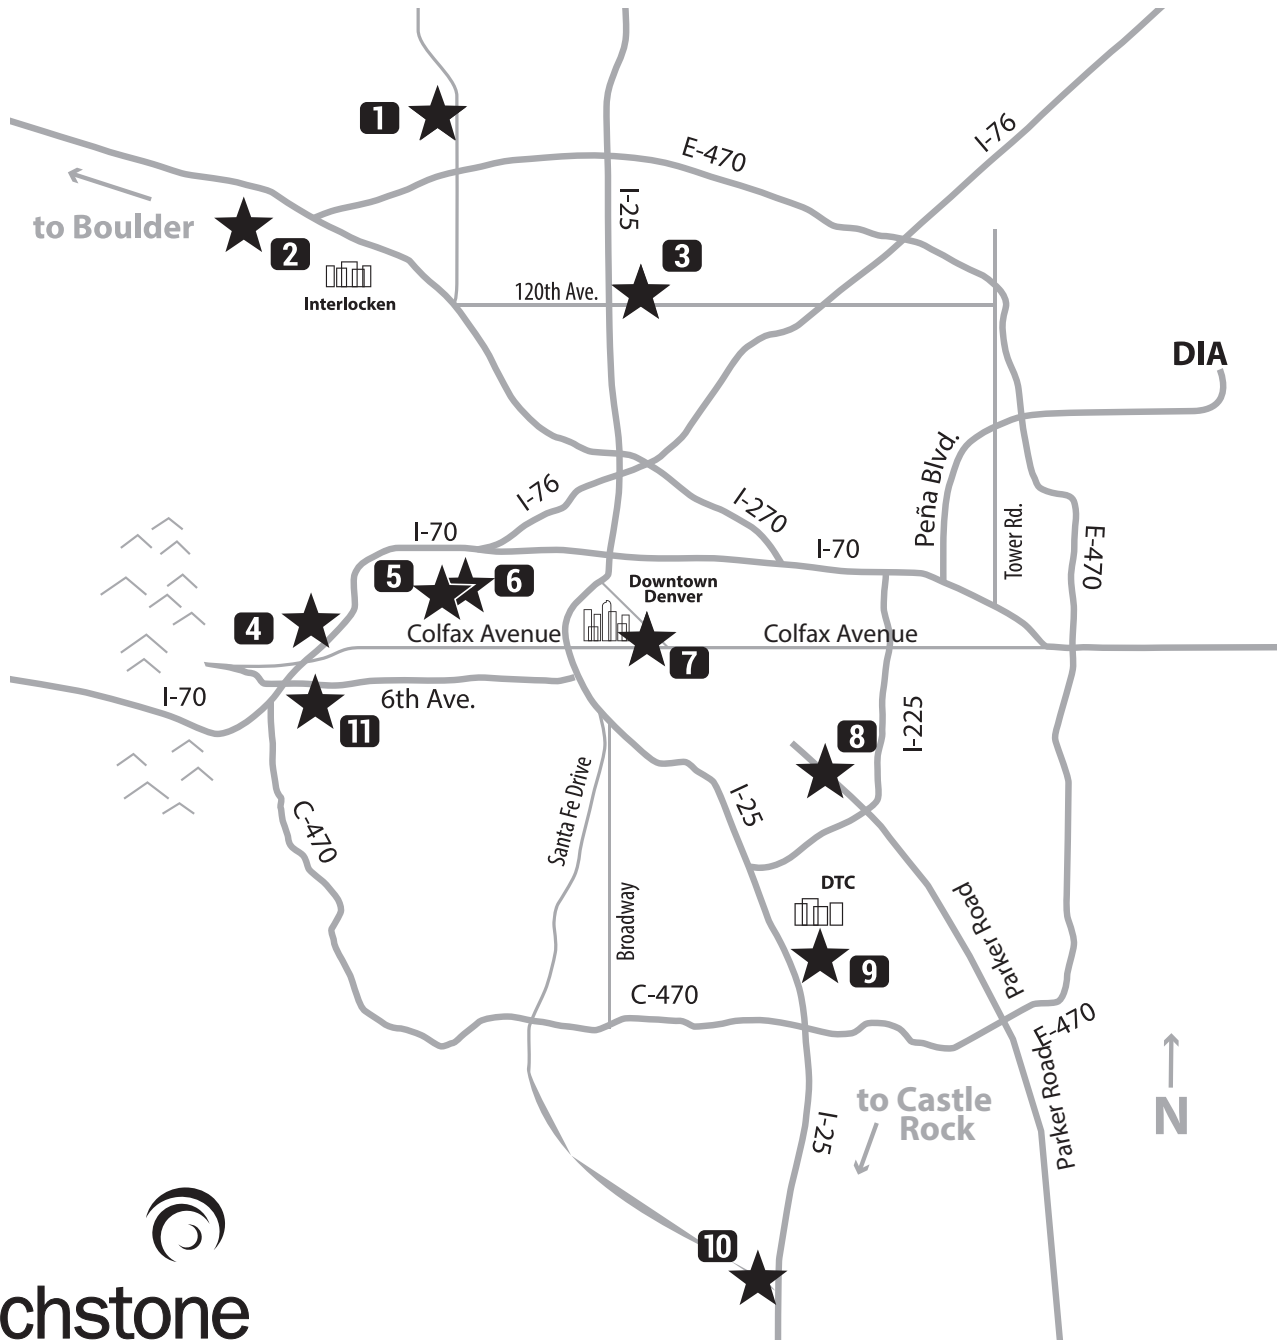 1
E-470
I-76
to Boulder
I-25
2
3
Interlocken
120th Ave.
DIA
Peña Blvd.
I-76
I-270
Tower Rd.
E-470
I-70
I-70
5
6
Downtown
Denver
4
Colfax Avenue
Colfax Avenue
7
I-70
6th Ave.
11
8
I-225
Santa Fe Drive
I-25
C-470
DTC
Broadway
Parker Road
9
C-470
E-470
Parker Road
to Castle
Rock
I-25
N
10
chstone